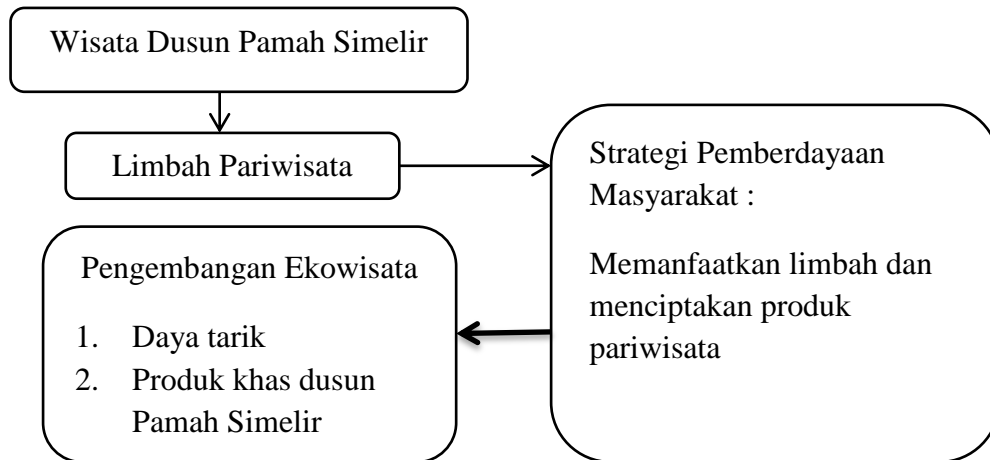 Wisata Dusun Pamah Simelir
Limbah Pariwisata
Strategi Pemberdayaan
Masyarakat :
Memanfaatkan limbah dan
menciptakan produk
pariwisata
Pengembangan Ekowisata
1. Daya tarik
2. Produk khas dusun
Pamah Simelir